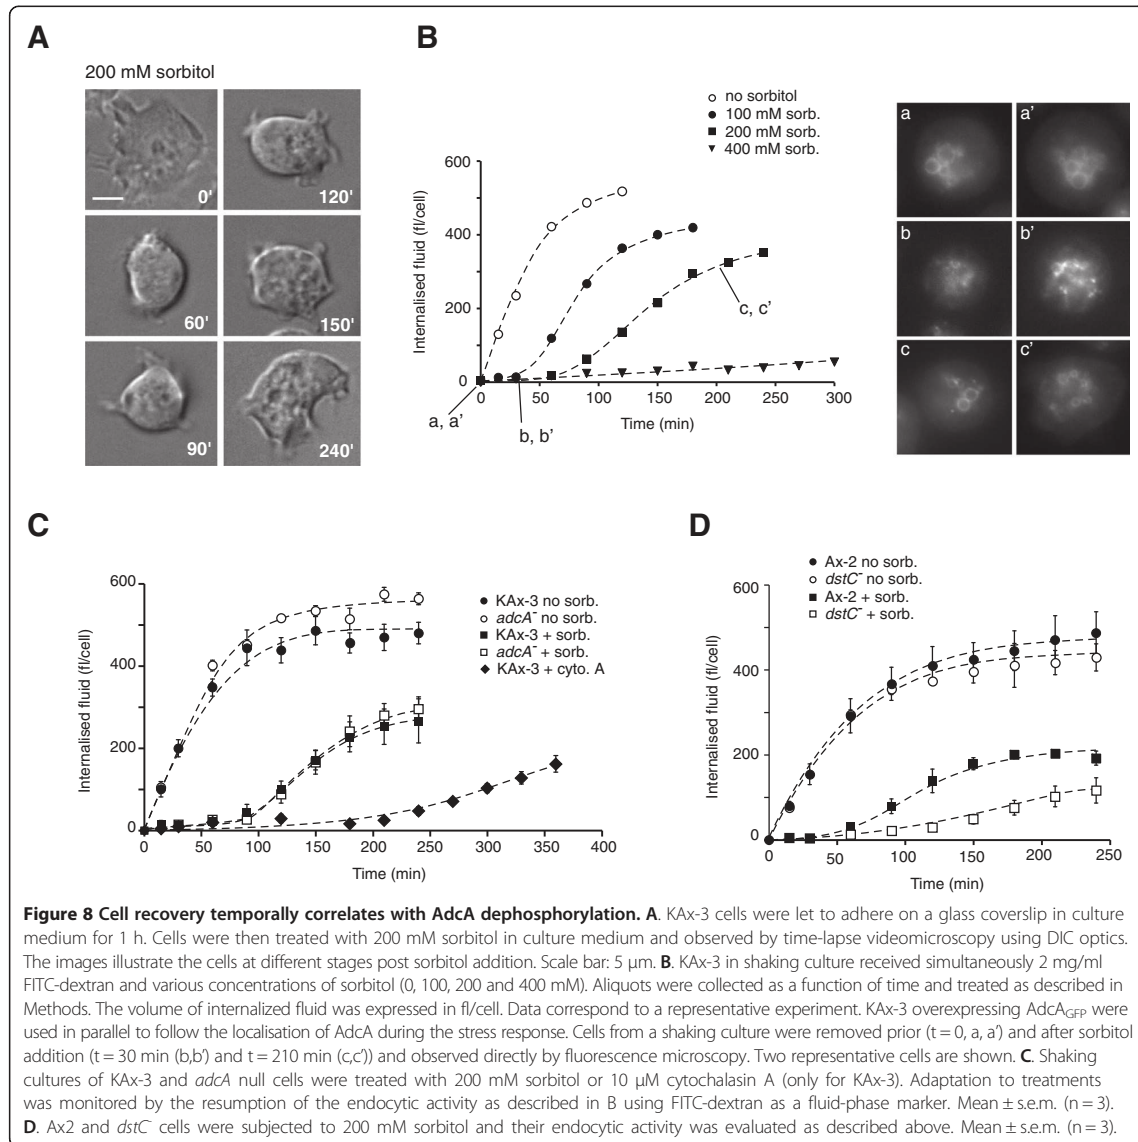 A
200 mM sorbitol
0'
120'
60'
150'
90'
240'
B
no sorbitol
100 mM sorb.
200 mM sorb.
400 mM sorb.
Internalised fluid (fl/cell)
600
400
200
0
0
50
100
150
200
250
300
Time (min)
a, a'
b, b'
c, c'
a
a'
b
b'
c
c'
C
KAx-3 no sorb.
adcA- no sorb.
KAx-3 + sorb.
adcA- + sorb.
KAx-3 + cyto. A
Internalised fluid (fl/cell)
600
400
200
0
0
50
100
150
200
250
300
350
400
Time (min)
D
Ax-2 no sorb.
dstC- no sorb.
Ax-2 + sorb.
dstC- + sorb.
Internalised fluid (fl/cell)
600
400
200
0
0
50
100
150
200
250
Time (min)
Figure 8 Cell recovery temporally correlates with AdcA dephosphorylation. A. KAx-3 cells were let to adhere on a glass coverslip in culture
medium for 1 h. Cells were then treated with 200 mM sorbitol in culture medium and observed by time-lapse videomicroscopy using DIC optics.
The images illustrate the cells at different stages post sorbitol addition. Scale bar: 5 µm. B. KAx-3 in shaking culture received simultaneously 2 mg/ml
FITC-dextran and various concentrations of sorbitol (0, 100, 200 and 400 mM). Aliquots were collected as a function of time and treated as described in
Methods. The volume of internalized fluid was expressed in fl/cell. Data correspond to a representative experiment. KAx-3 overexpressing AdcAGFP were
used in parallel to follow the localisation of AdcA during the stress response. Cells from a shaking culture were removed prior (t = 0, a, a') and after sorbitol
addition (t = 30 min (b,b') and t = 210 min (c,c')) and observed directly by fluorescence microscopy. Two representative cells are shown. C. Shaking
cultures of KAx-3 and adcA null cells were treated with 200 mM sorbitol or 10 µM cytochalasin A (only for KAx-3). Adaptation to treatments
was monitored by the resumption of the endocytic activity as described in B using FITC-dextran as a fluid-phase marker. Mean ± s.e.m. (n = 3).
D. Ax2 and dstC- cells were subjected to 200 mM sorbitol and their endocytic activity was evaluated as described above. Mean ± s.e.m. (n = 3).